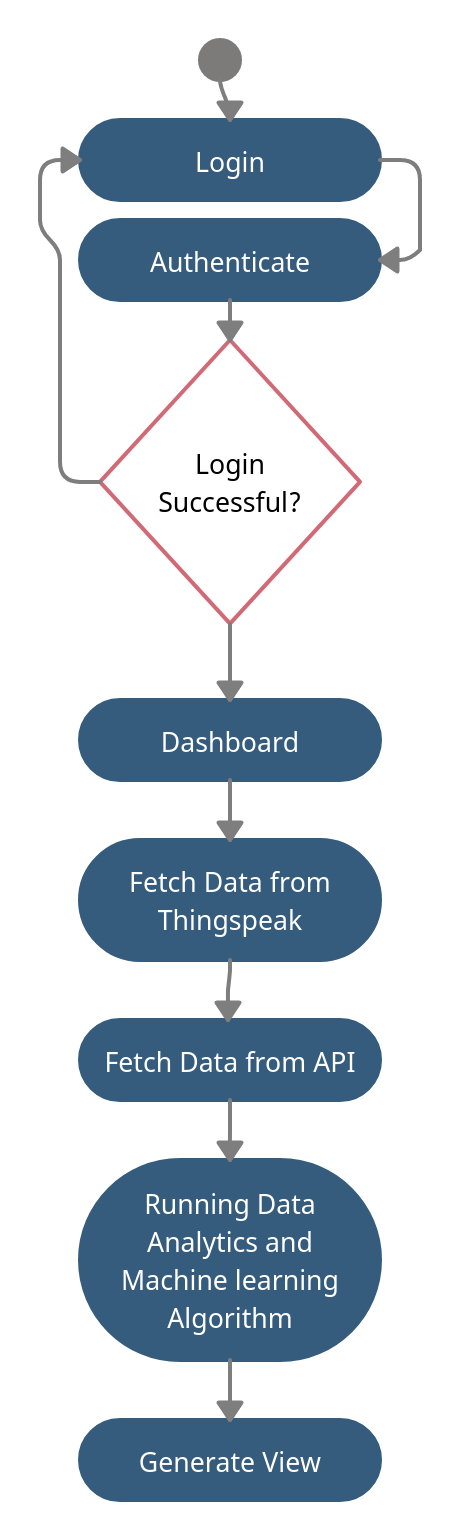 Login
Authenticate
Login
Successful?
Dashboard
Fetch Data from
Thingspeak
Fetch Data from API
Running Data
Analytics and
Machine learning
Algorithm
Generate View